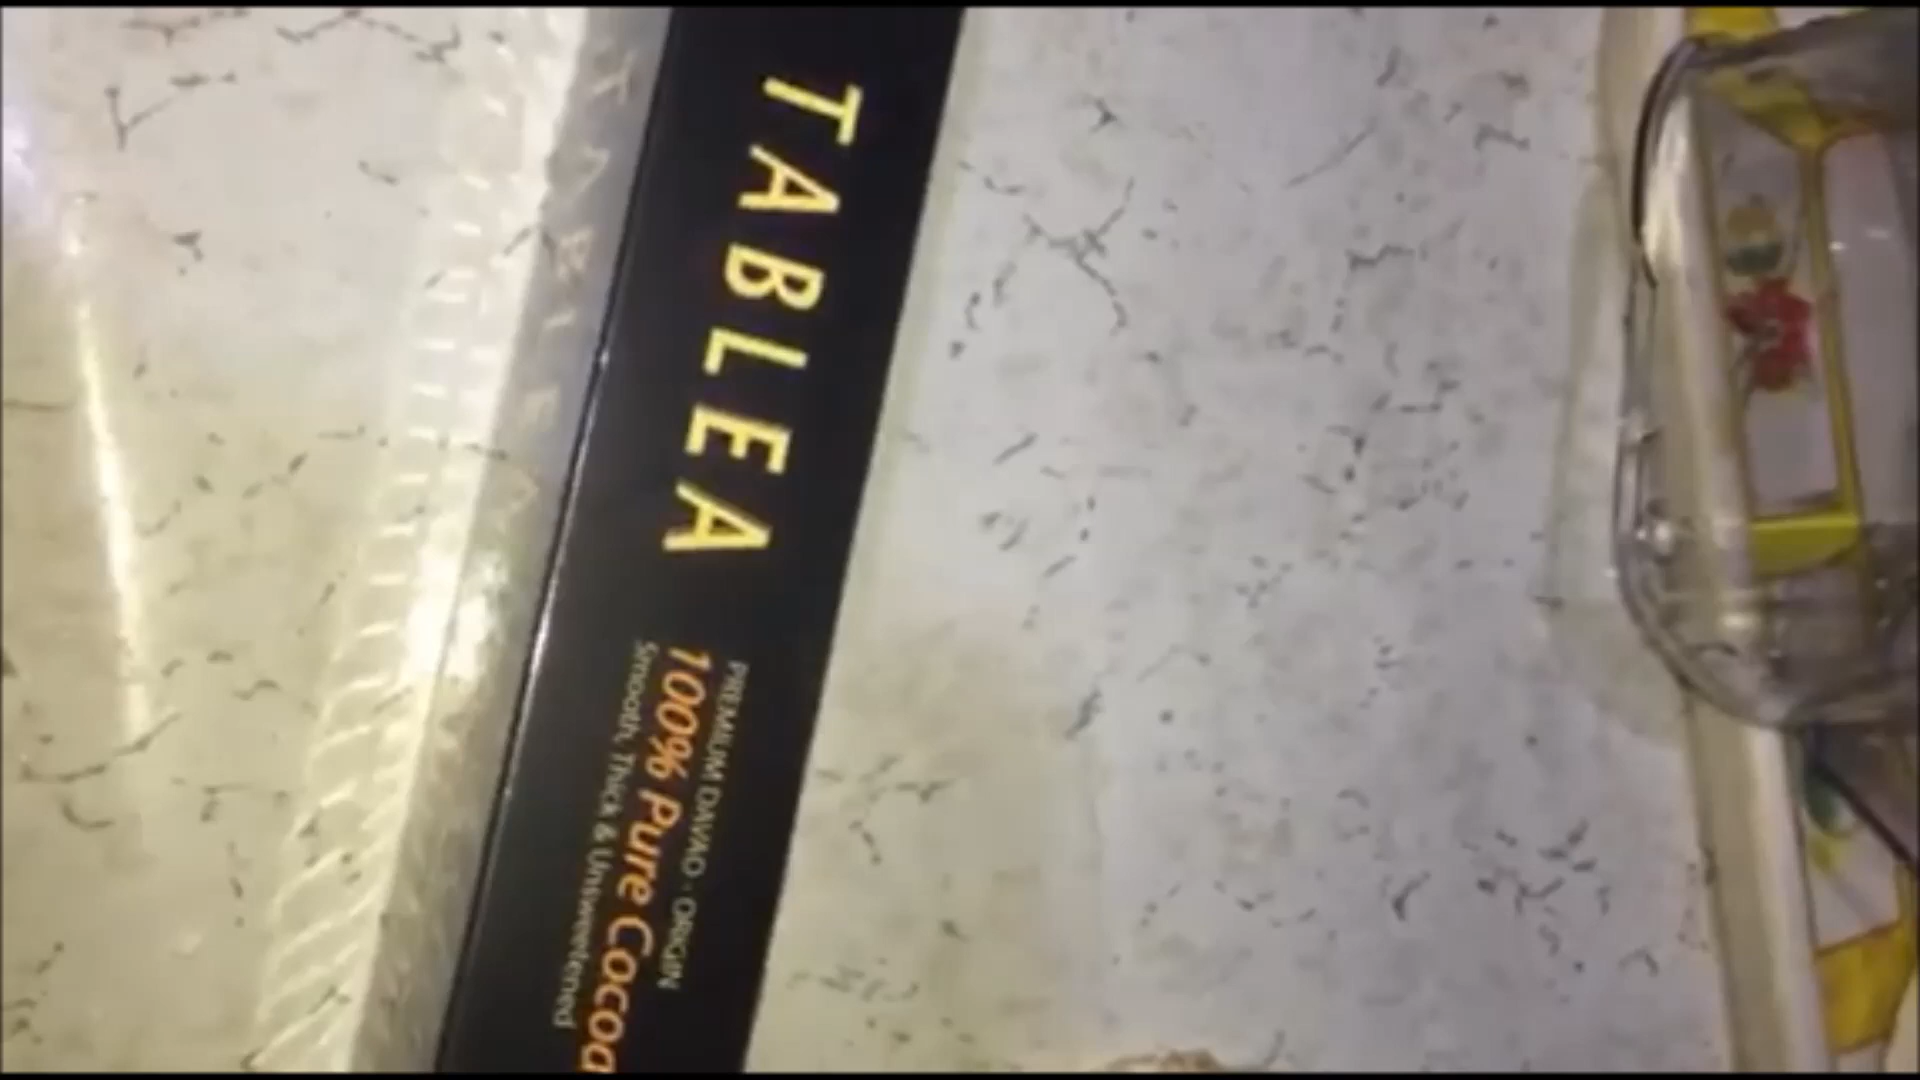 TABLEA
PREMIUM DAVAO - ORIGIN
100% Pure Cocoa
Smooth, Thick & Unsweetened